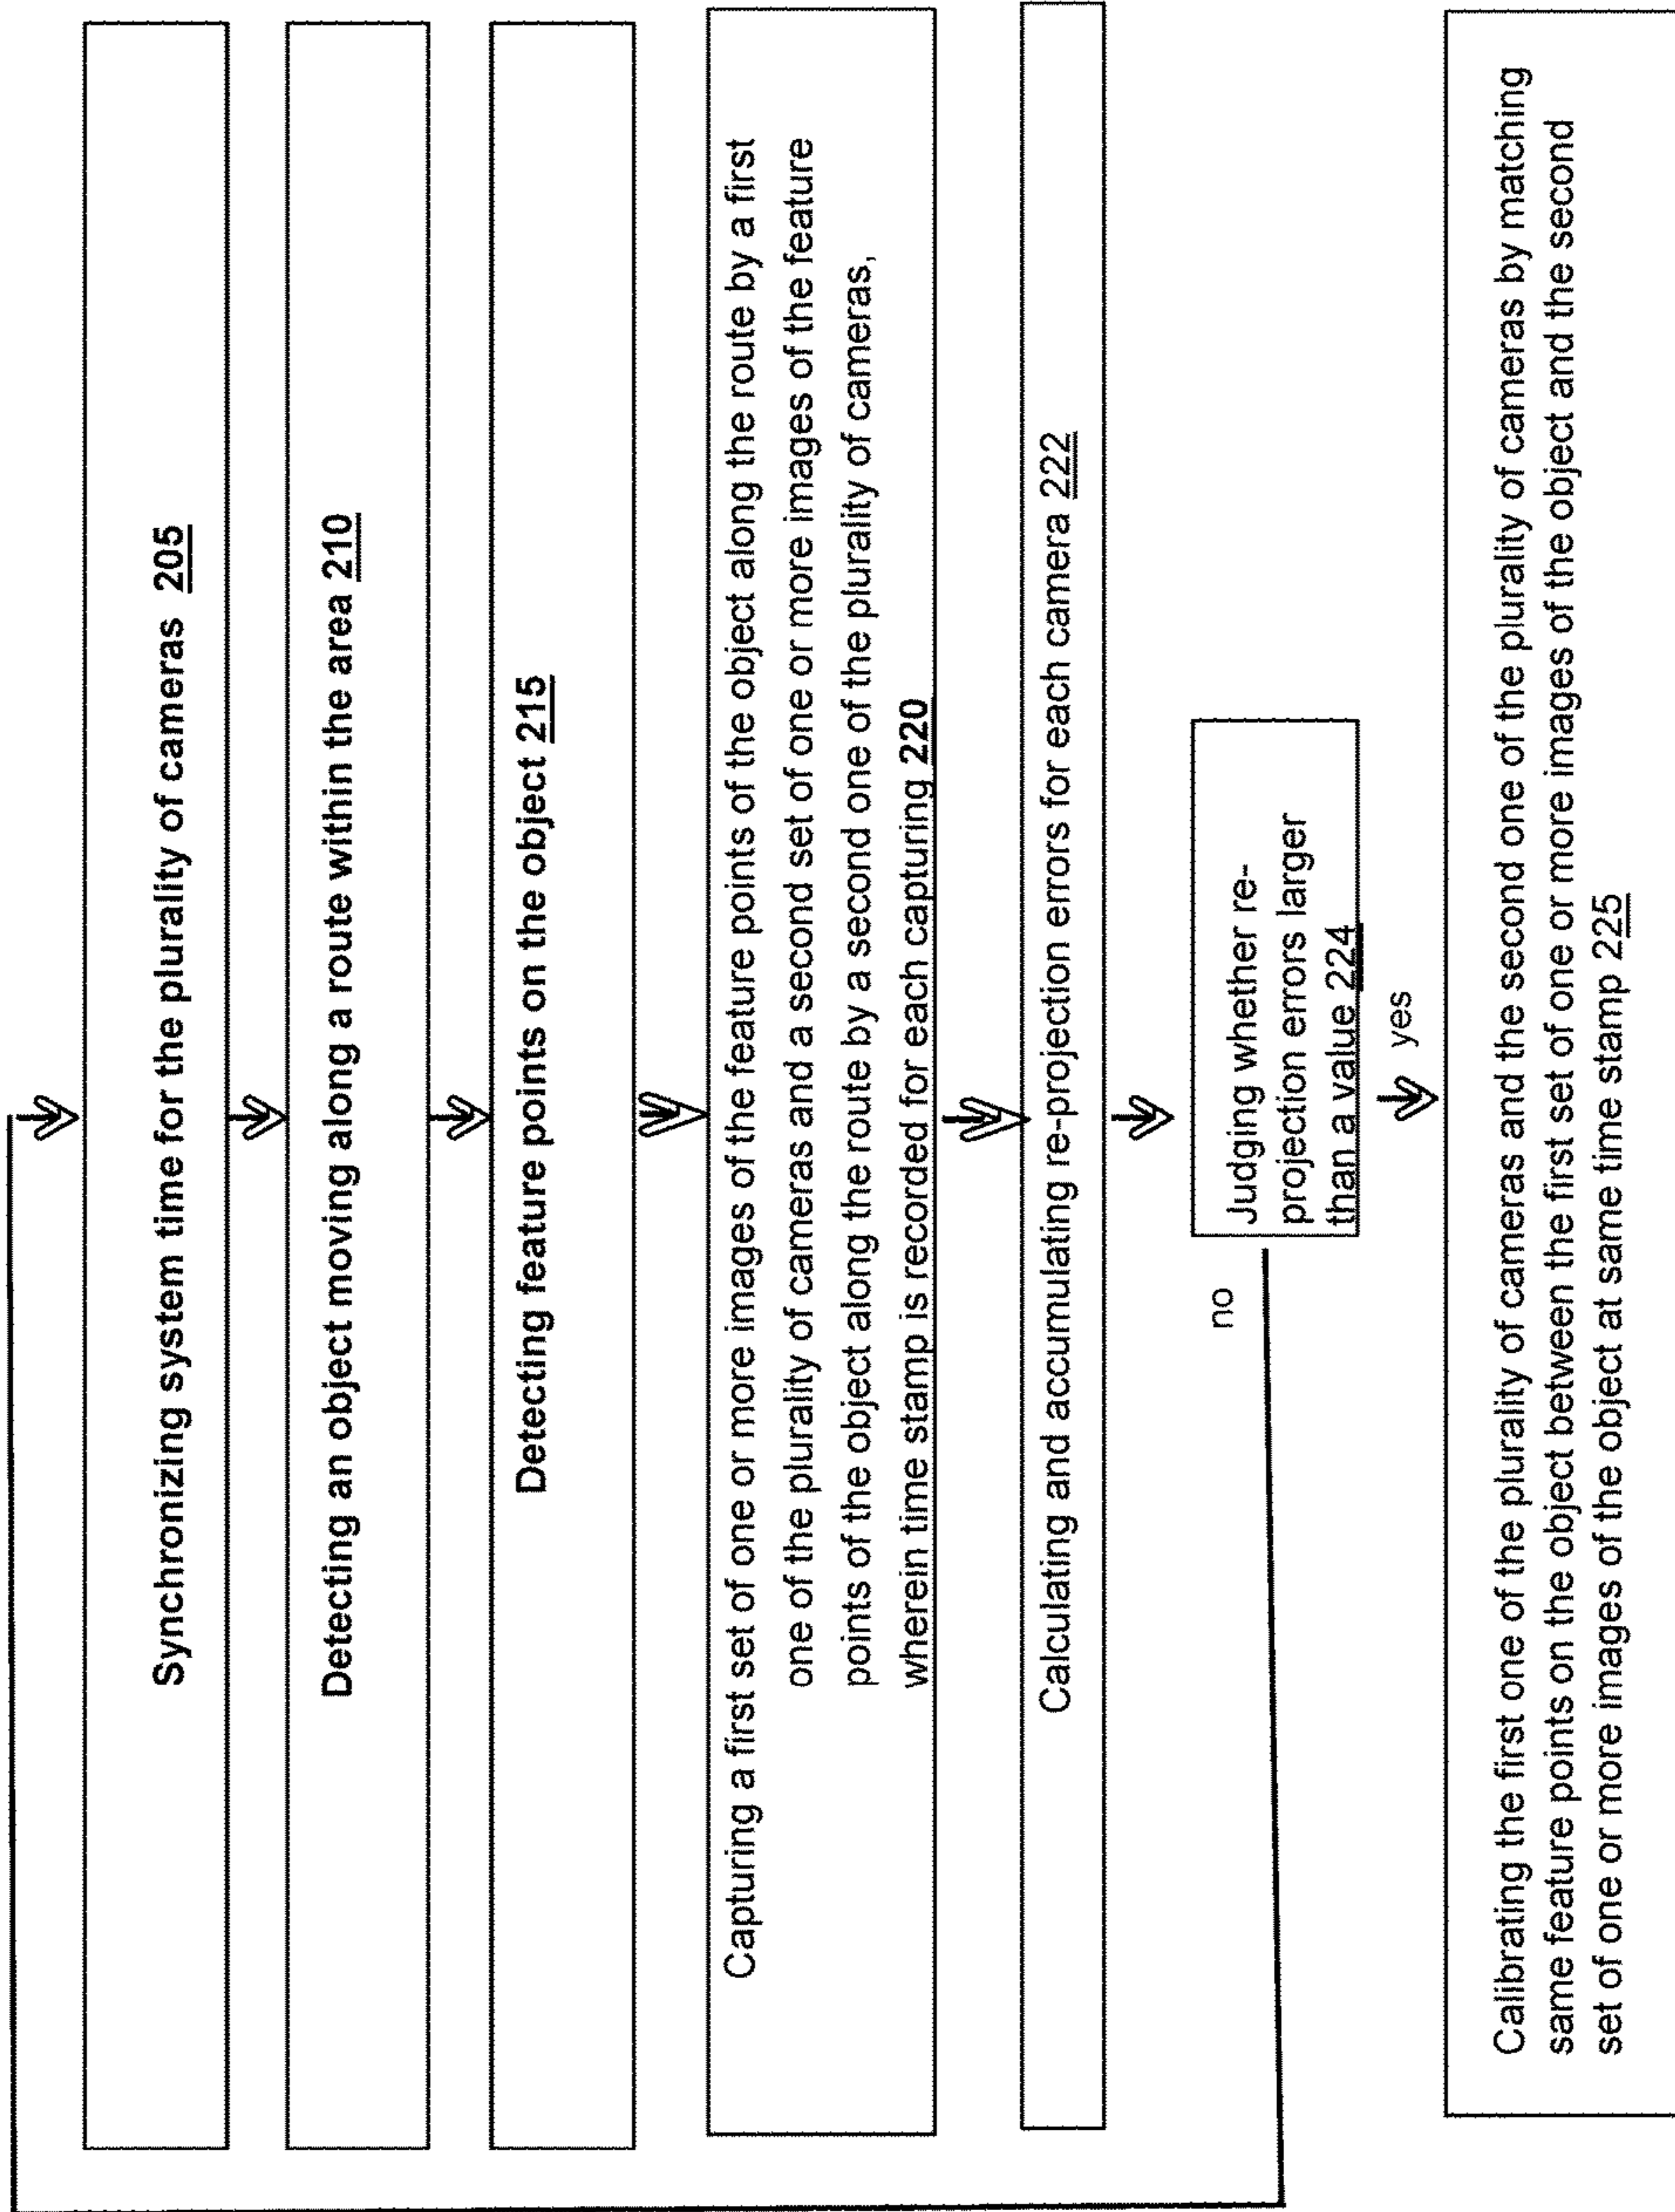 Synchronizing system time for the plurality of cameras 205
Detecting an object moving along a route within the area 210
Detecting feature points on the object 215
Capturing a first set of one or more images of the feature points of the object along the route by a first
one of the plurality of cameras and a second set of one or more images of the feature
points of the object along the route by a second one of the plurality of cameras,
wherein time stamp is recorded for each capturing 220
Calculating and accumulating re-projection errors for each camera 222
Judging whether re-
projection errors larger
than a value 224
no
yes
Calibrating the first one of the plurality of cameras and the second one of the plurality of cameras by matching
same feature points on the object between the first set of one or more images of the object and the second
set of one or more images of the object at same time stamp 225